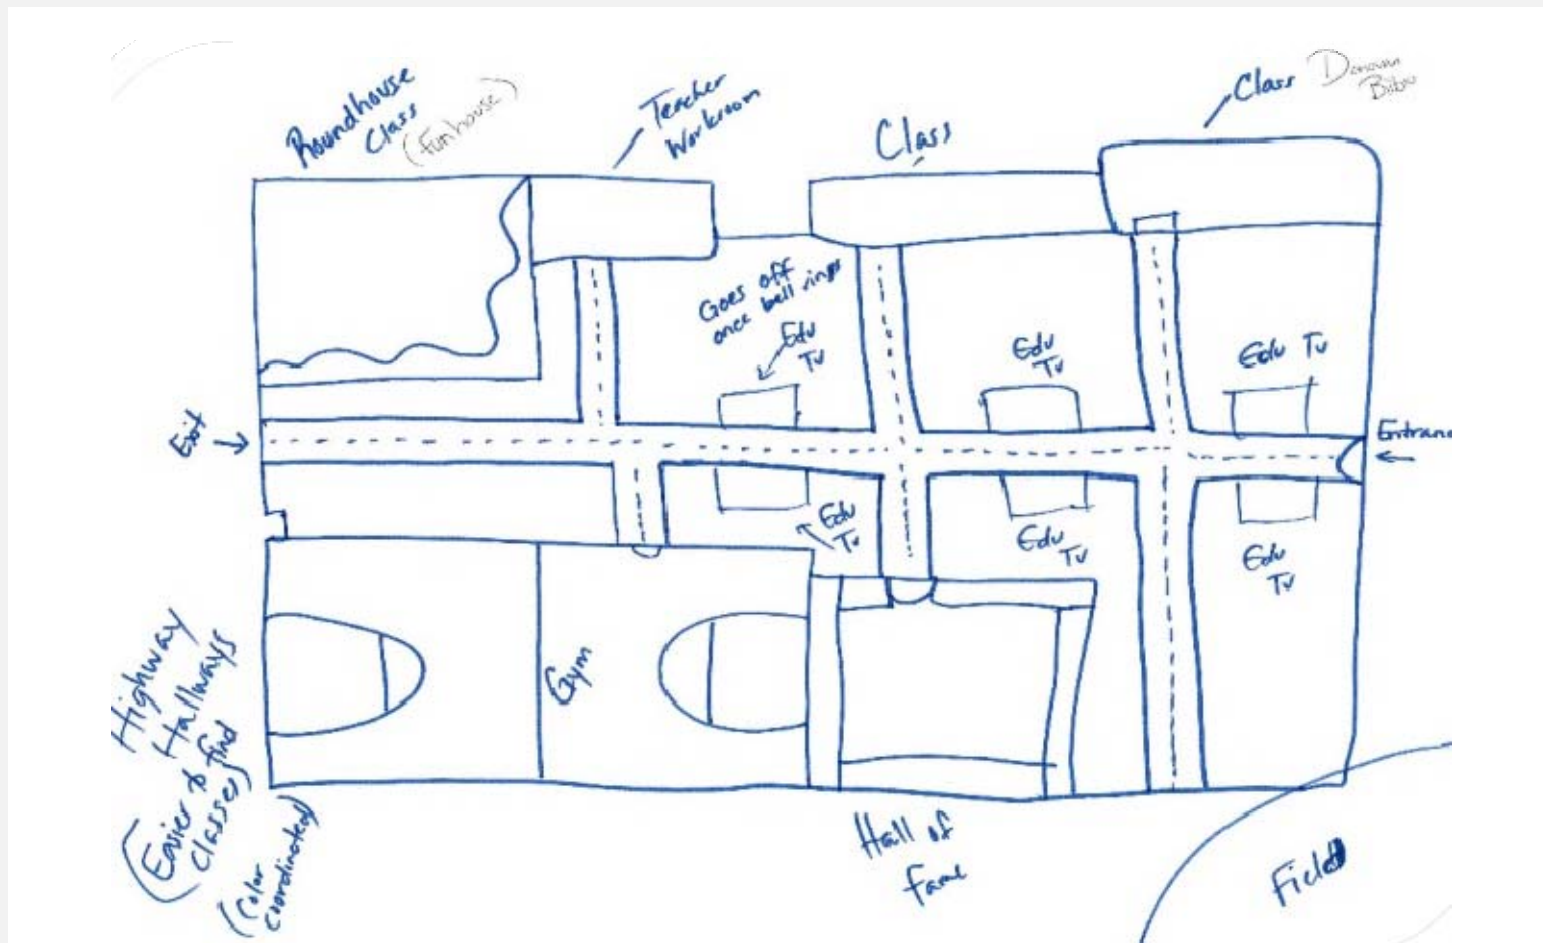 Roundhouse
Class
(Funhouse)
Teacher
Workroom
Class
Class
Donovan
Goes off
once bell rings
Edu
Tv
Edu
Tv
Edu Tv
Exit
Entran
Edu
Tv
Edu
Tv
Edu
Tv
Gym
Highway
Hallways
(Easier to find
Classes)
(Color
Coordinated)
Hall of
fame
Field